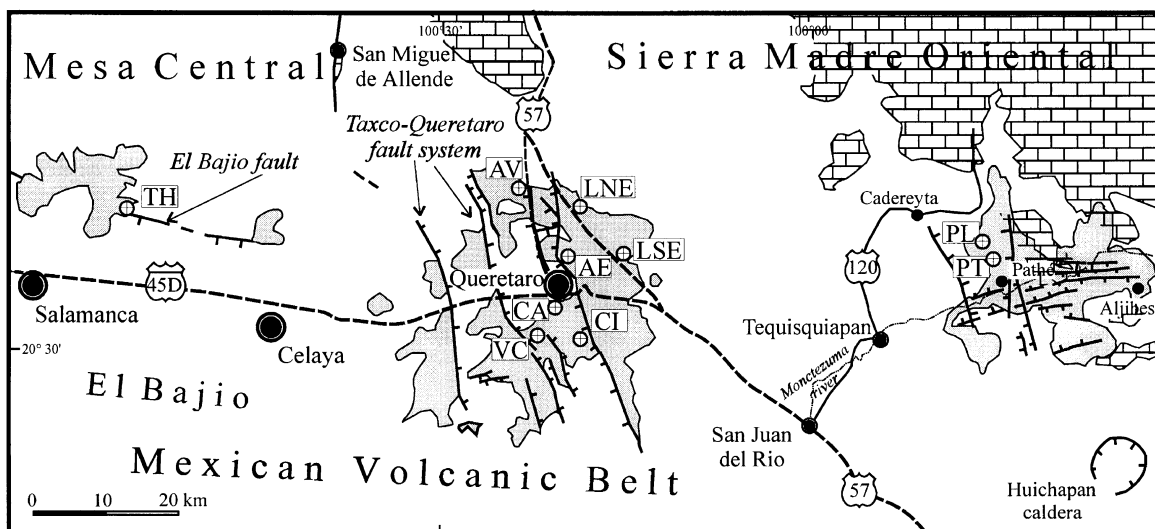 100°30'
100°00'
Mesa Central
San Miguel
de Allende
Sierra Madre Oriental
57
Taxco-Queretaro
fault system
El Bajio fault
TH
AV
LNE
Cadereyta
LSE
PL
AE
PT
Pathé
120
Queretaro
45D
Salamanca
CA
CI
Aljibes
Celaya
VC
Tequisquiapan
20° 30'
Monctezuma
river
El Bajio
San Juan
del Rio
Mexican Volcanic Belt
57
Huichapan
caldera
0 10 20 km